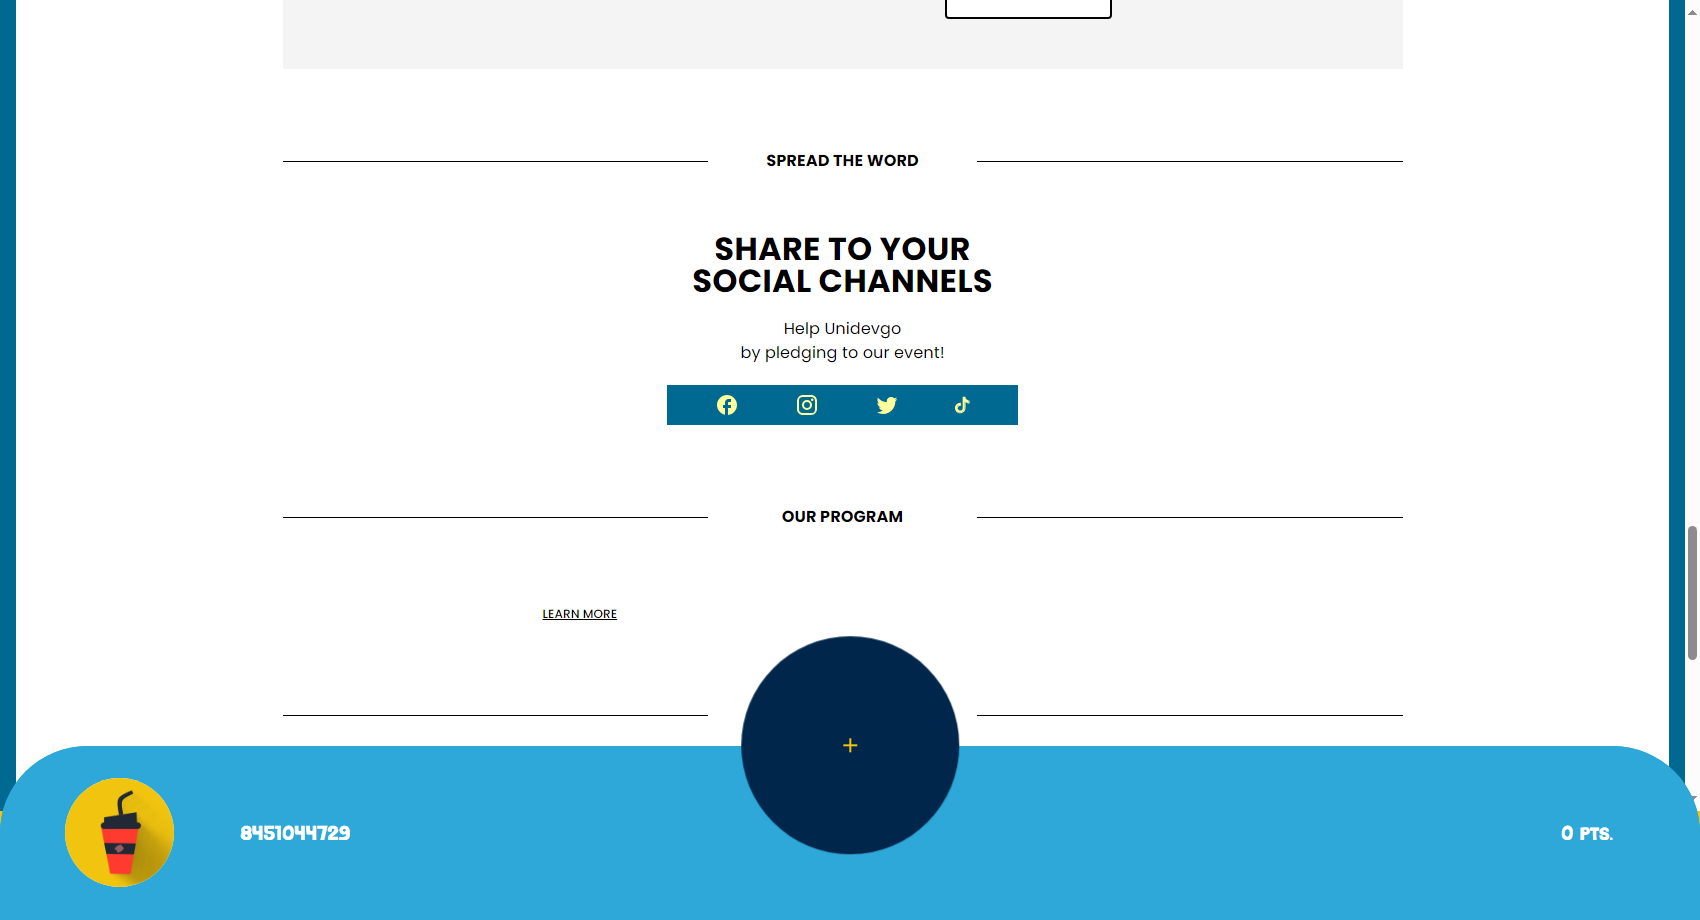 SPREAD THE WORD
SHARE TO YOUR
SOCIAL CHANNELS
Help Unidevgo
by pledging to our event!
OUR PROGRAM
LEARN MORE
+
8451044729
0 PTS.